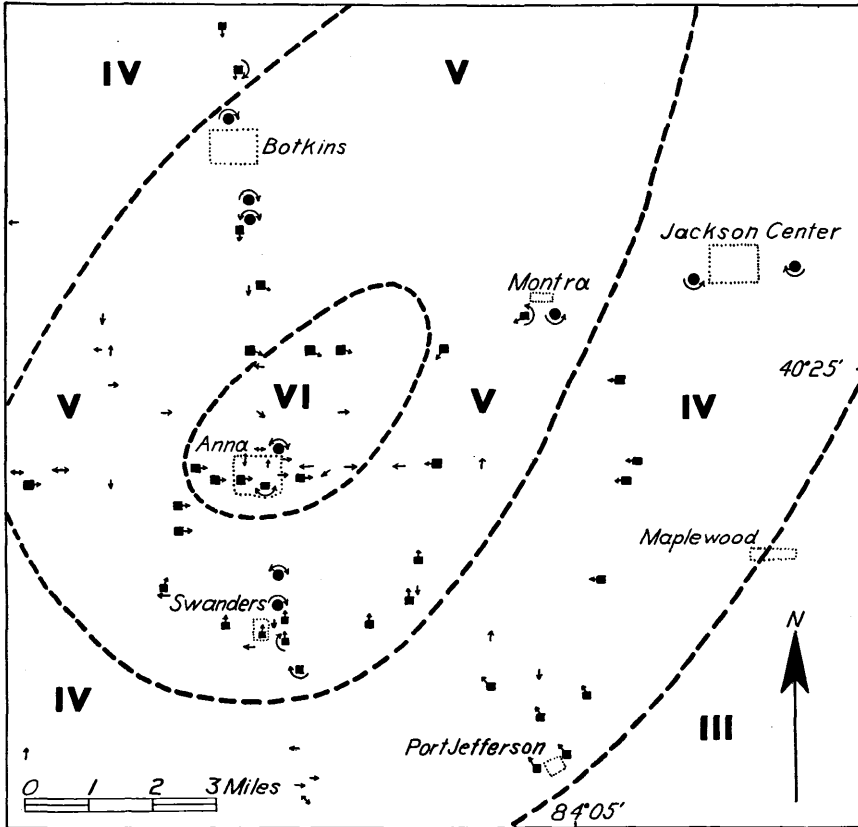 IV
V
Botkins
Jackson Center
Montra
40°25'
V
VI
V
IV
Anna
Maplewood
Swanders
N
IV
III
Port Jefferson
0 1 2 3 Miles
84°05'